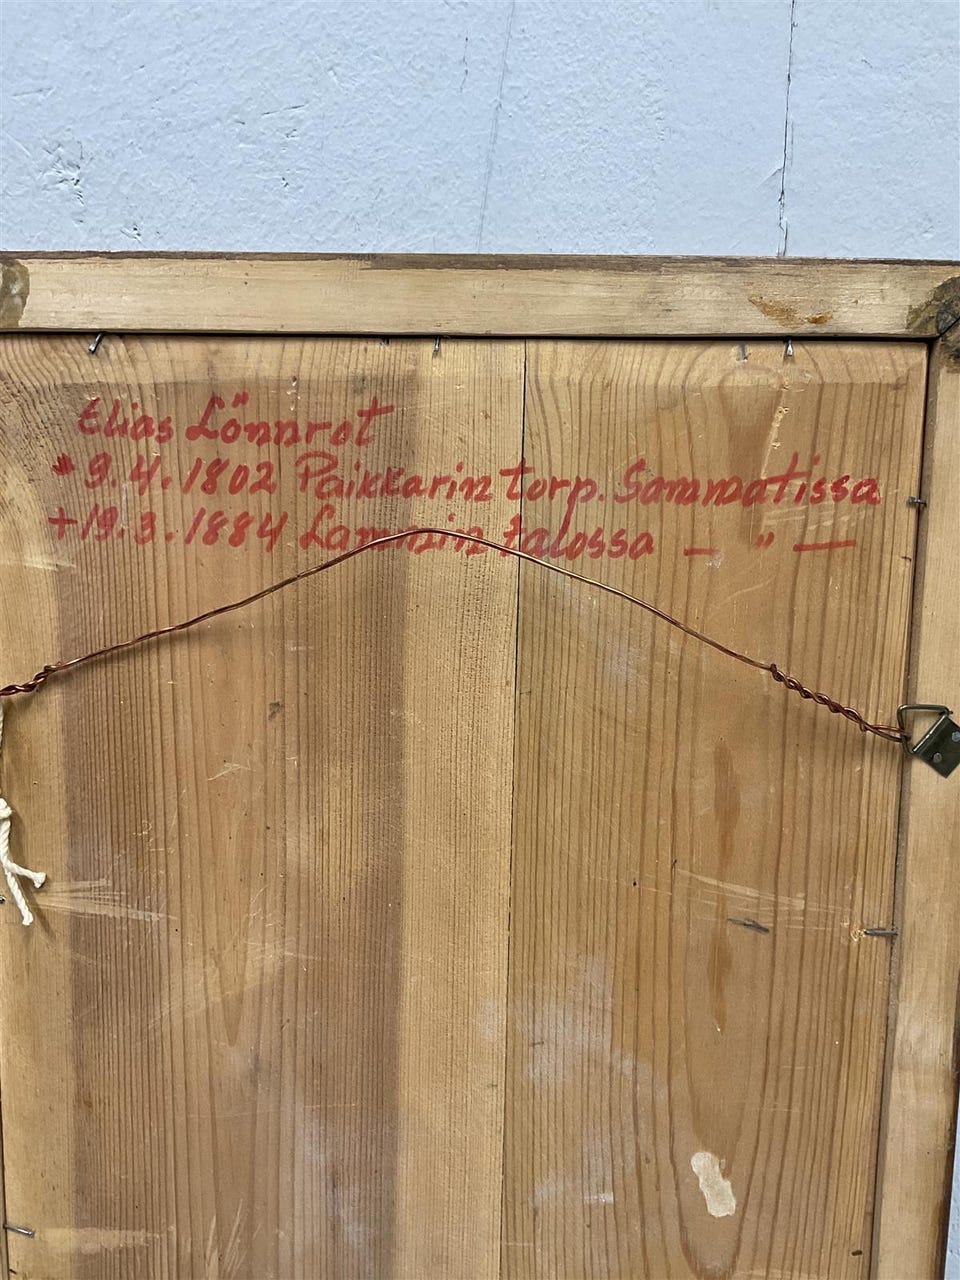 Elias Lönnrot
* 9.4.1802 Paikkarin torp. Sammatissa
+ 19.3.1884 Lammin talossa — " —